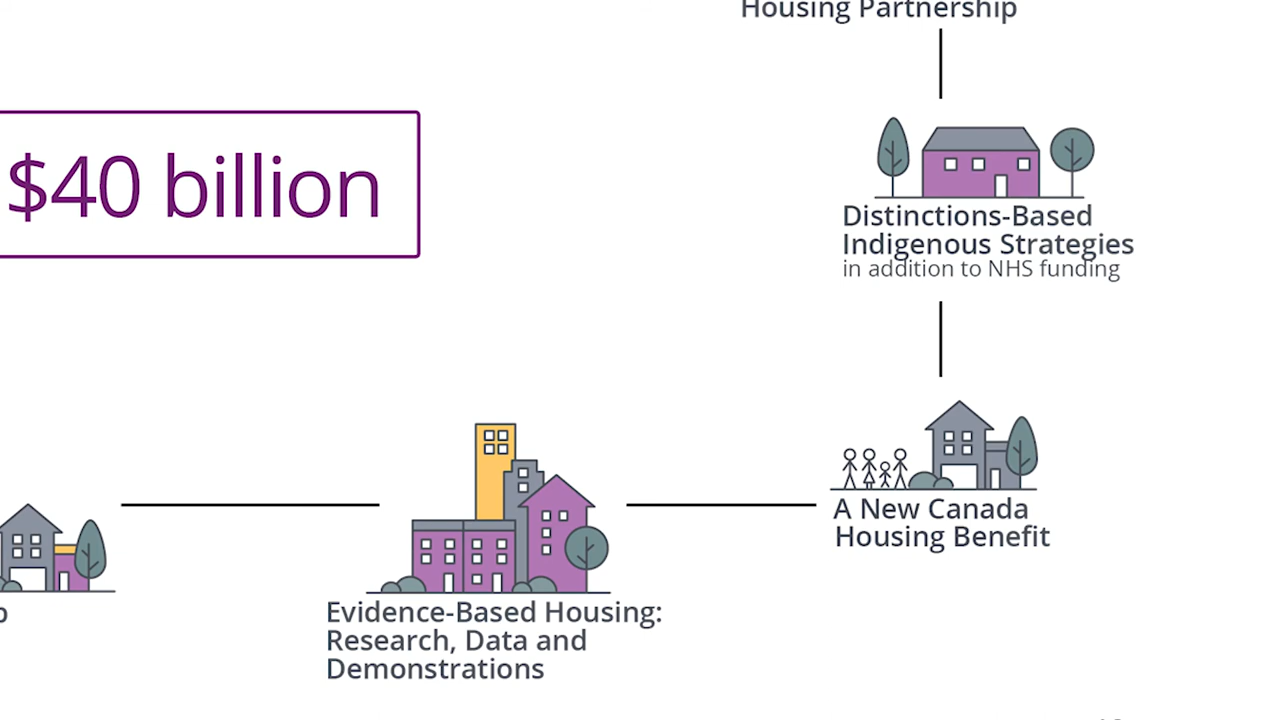 Housing Partnership
$40 billion
Distinctions-Based
Indigenous Strategies
in addition to NHS funding
A New Canada
Housing Benefit
Evidence-Based Housing:
Research, Data and
Demonstrations